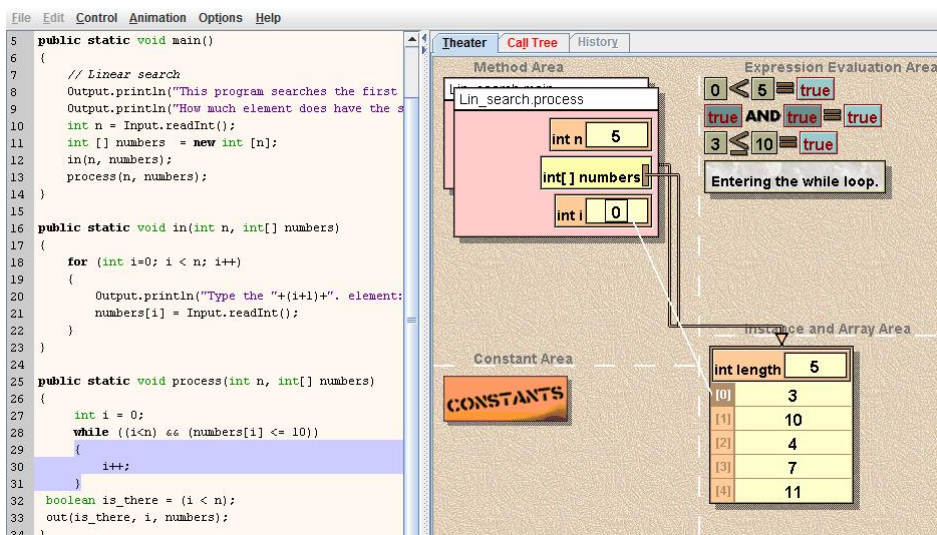 File Edit Control Animation Options Help
5 public static void main()
6 {
7 // Linear search
8 Output.println("This program searches the first
9 Output.println("How much element does have the s
10 int n = Input.readInt();
11 int [] numbers = new int [n];
12 in(n, numbers);
13 process(n, numbers);
14 }
15
16 public static void in(int n, int[] numbers)
17 {
18 for (int i=0; i < n; i++)
19 {
20 Output.println("Type the "+(i+1)+". element:
21 numbers[i] = Input.readInt();
22 }
23 }
24
25 public static void process(int n, int[] numbers)
26 {
27 int i = 0;
28 while ((i<n) && (numbers[i] <= 10))
29 {
30 i++;
31 }
32 boolean is_there = (i < n);
33 out(is_there, i, numbers);
34 }
Theater Call Tree History
Method Area
Lin_search.process
int n 5
int[] numbers
int i 0
Expression Evaluation Area
0 < 5 = true
true AND true = true
3 ≤ 10 = true
Entering the while loop.
Constant Area
CONSTANTS
Instance and Array Area
int length 5
[0] 3
[1] 10
[2] 4
[3] 7
[4] 11